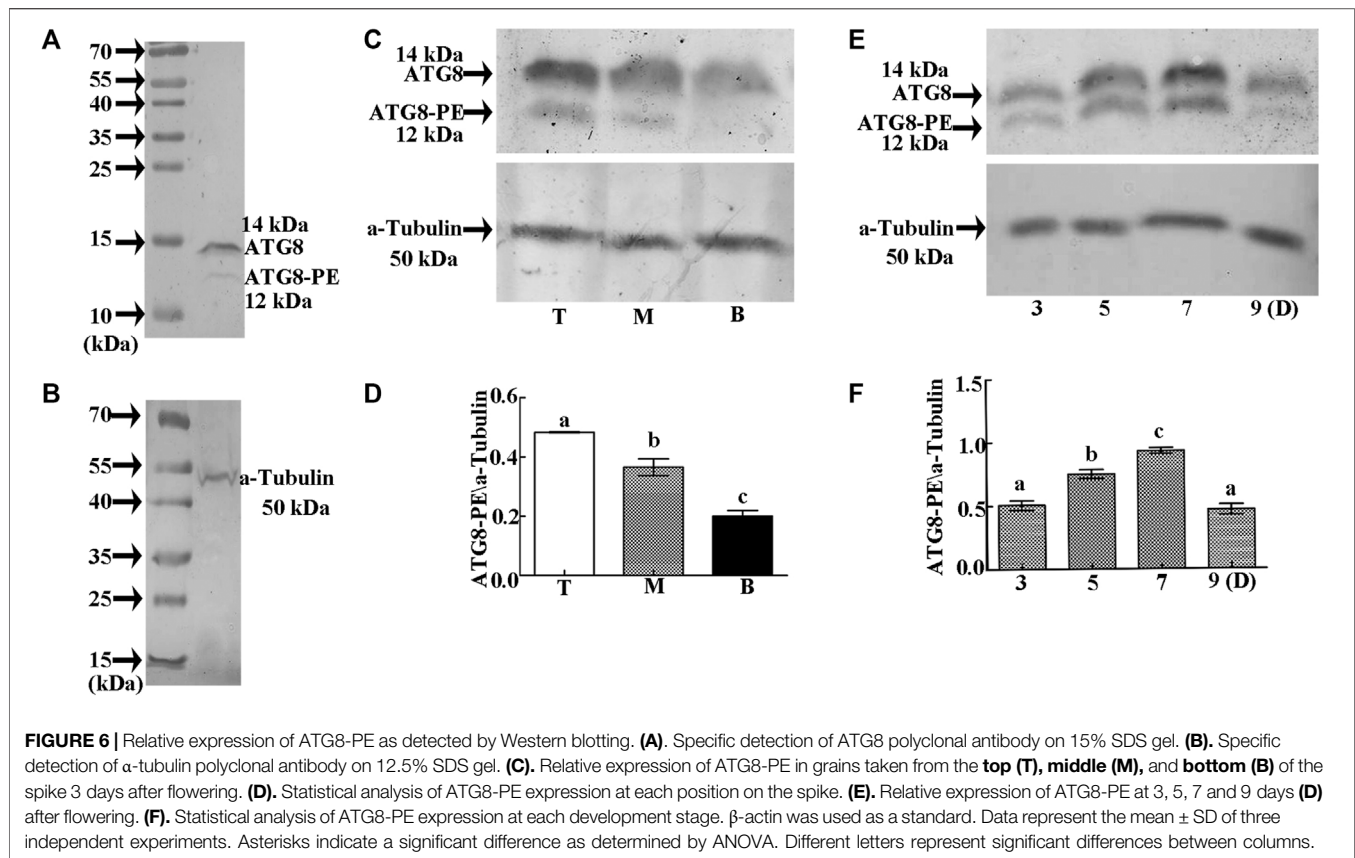 A
70
55
40
35
25
15
10
(kDa)
14 kDa
ATG8
ATG8-PE
12 kDa
B
70
55
40
35
25
15
(kDa)
a-Tubulin
50 kDa
C
14 kDa
ATG8
ATG8-PE
12 kDa
a-Tubulin
50 kDa
T M B
D
ATG8-PE\a-Tubulin
0.6
0.4
0.2
0.0
a
b
c
T M B
E
14 kDa
ATG8
ATG8-PE
12 kDa
a-Tubulin
50 kDa
3 5 7 9 (D)
F
ATG8-PE\a-Tubulin
1.5
1.0
0.5
0.0
a
b
c
a
3 5 7 9 (D)
FIGURE 6 | Relative expression of ATG8-PE as detected by Western blotting. (A). Specific detection of ATG8 polyclonal antibody on 15% SDS gel. (B). Specific
detection of α-tubulin polyclonal antibody on 12.5% SDS gel. (C). Relative expression of ATG8-PE in grains taken from the top (T), middle (M), and bottom (B) of the
spike 3 days after flowering. (D). Statistical analysis of ATG8-PE expression at each position on the spike. (E). Relative expression of ATG8-PE at 3, 5, 7 and 9 days (D)
after flowering. (F). Statistical analysis of ATG8-PE expression at each development stage. β-actin was used as a standard. Data represent the mean ± SD of three
independent experiments. Asterisks indicate a significant difference as determined by ANOVA. Different letters represent significant differences between columns.